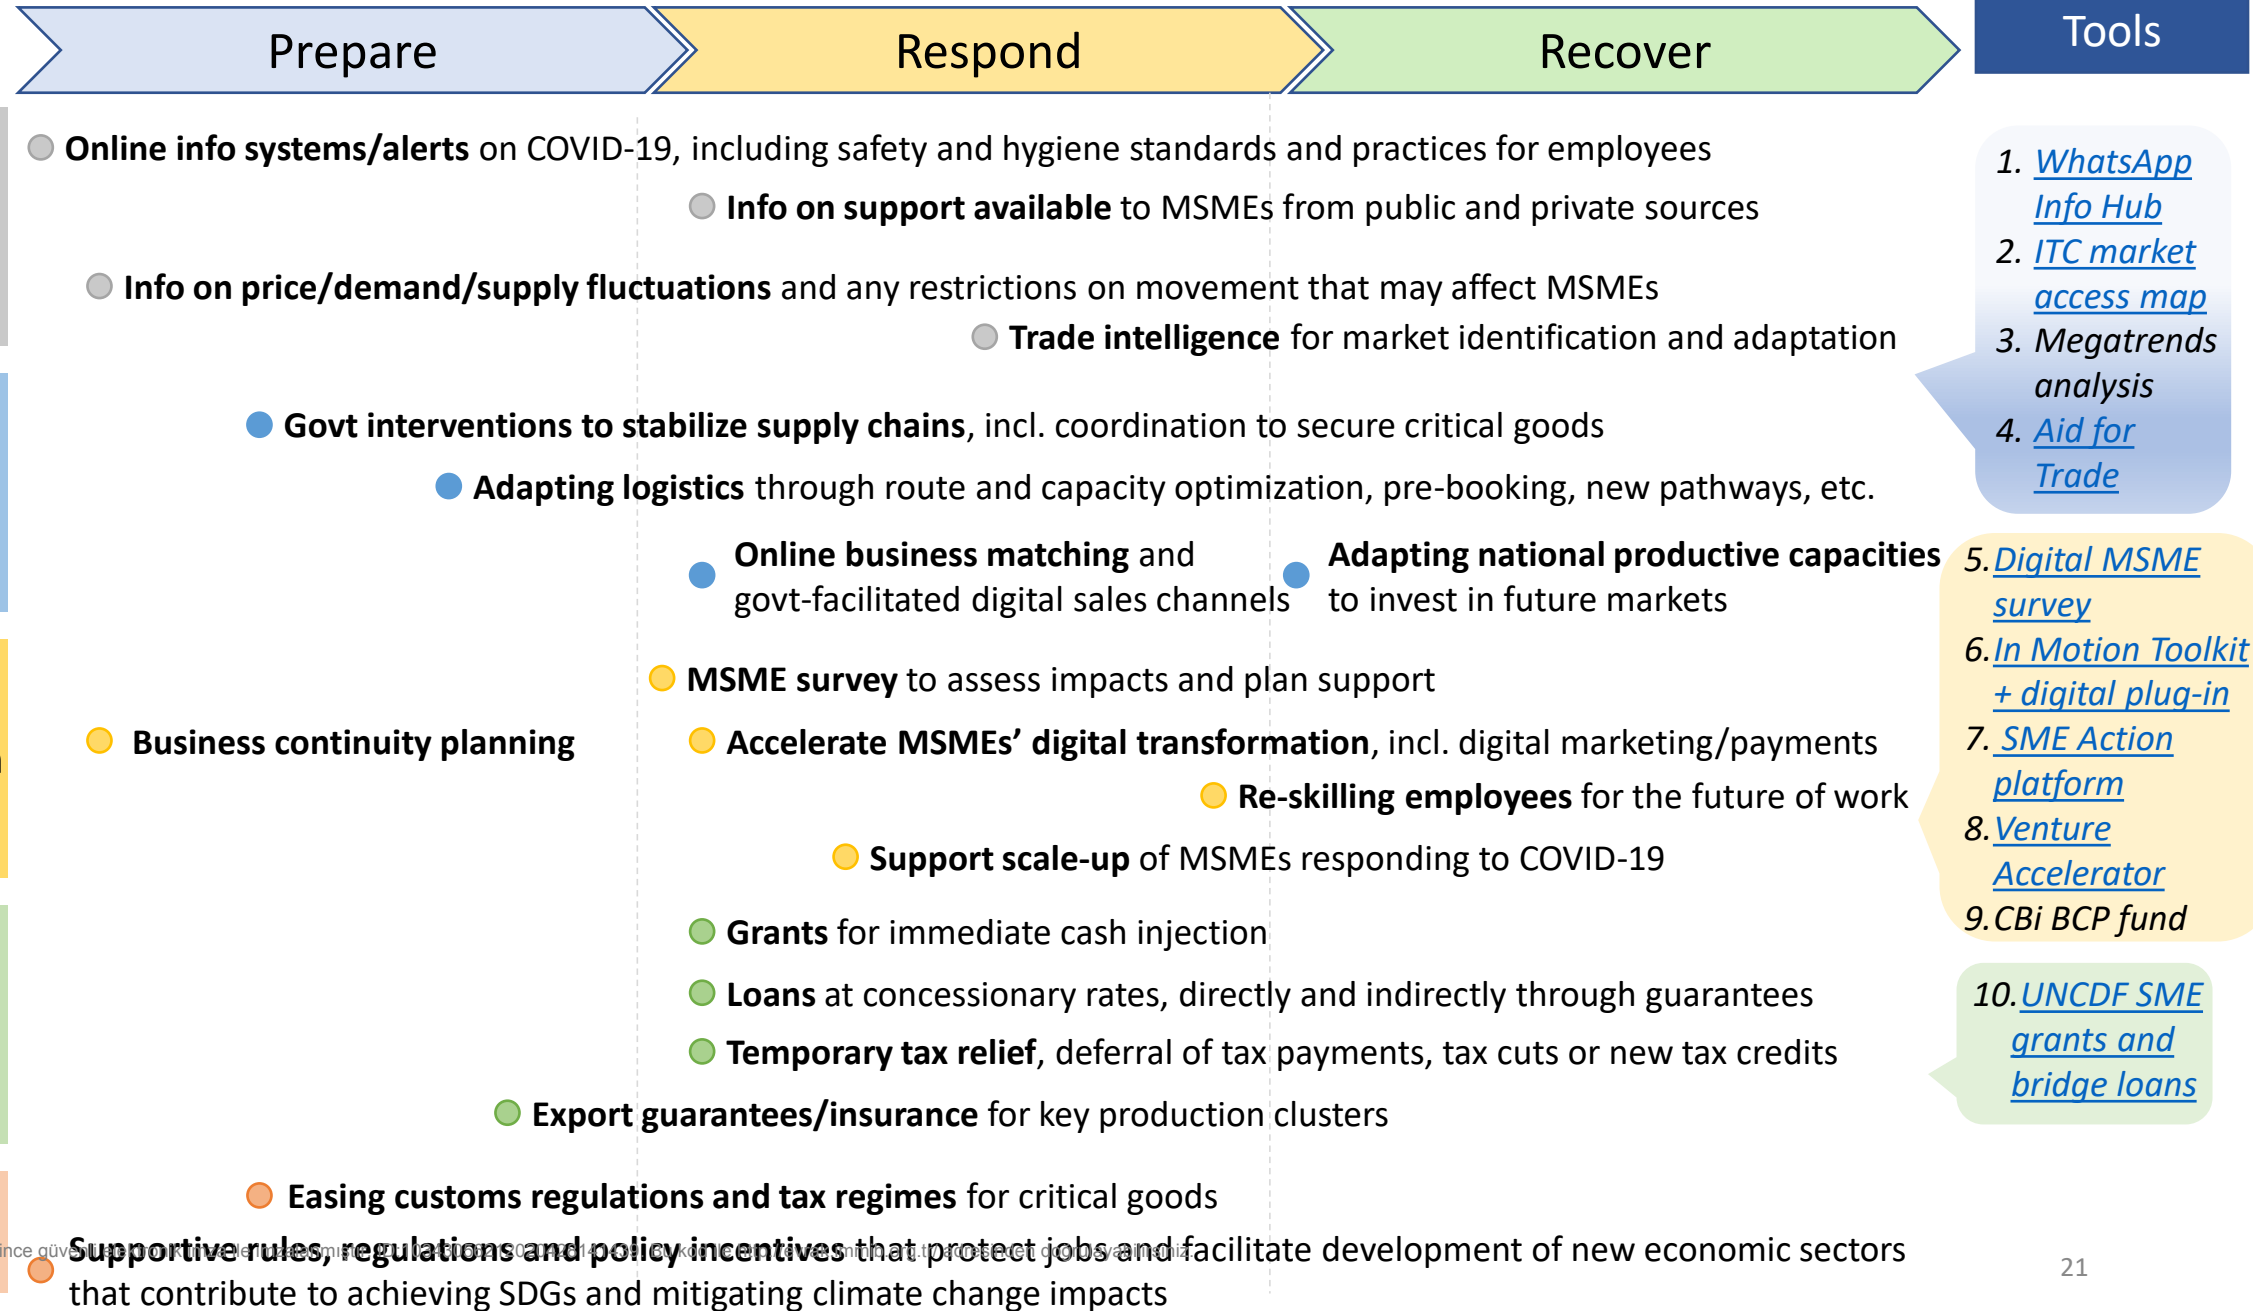 Prepare
Respond
Recover
Tools
Online info systems/alerts on COVID-19, including safety and hygiene standards and practices for employees
Info on support available to MSMEs from public and private sources
Info on price/demand/supply fluctuations and any restrictions on movement that may affect MSMEs
Trade intelligence for market identification and adaptation
Govt interventions to stabilize supply chains, incl. coordination to secure critical goods
Adapting logistics through route and capacity optimization, pre-booking, new pathways, etc.
Online business matching and
govt-facilitated digital sales channels
Adapting national productive capacities
to invest in future markets
MSME survey to assess impacts and plan support
Business continuity planning
Accelerate MSMEs’ digital transformation, incl. digital marketing/payments
Re-skilling employees for the future of work
Support scale-up of MSMEs responding to COVID-19
Grants for immediate cash injection
Loans at concessionary rates, directly and indirectly through guarantees
Temporary tax relief, deferral of tax payments, tax cuts or new tax credits
Export guarantees/insurance for key production clusters
Easing customs regulations and tax regimes for critical goods
Supportive rules, regulations and policy incentives that protect jobs and facilitate development of new economic sectors
that contribute to achieving SDGs and mitigating climate change impacts
1. WhatsApp
Info Hub
2. ITC market
access map
3. Megatrends
analysis
4. Aid for
Trade
5. Digital MSME
survey
6. In Motion Toolkit
+ digital plug-in
7. SME Action
platform
8. Venture
Accelerator
9. CBi BCP fund
10. UNCDF SME
grants and
bridge loans
21